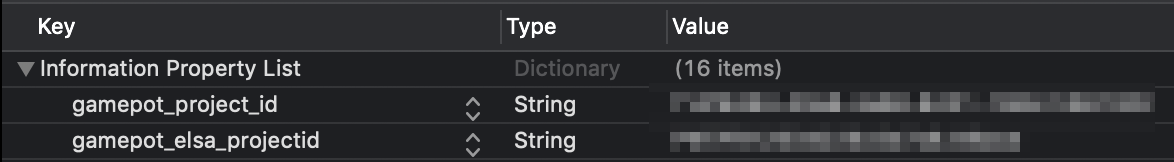 Key Type Value
Information Property List Dictionary (16 items)
gamepot_project_id String
gamepot_elsa_projectid String